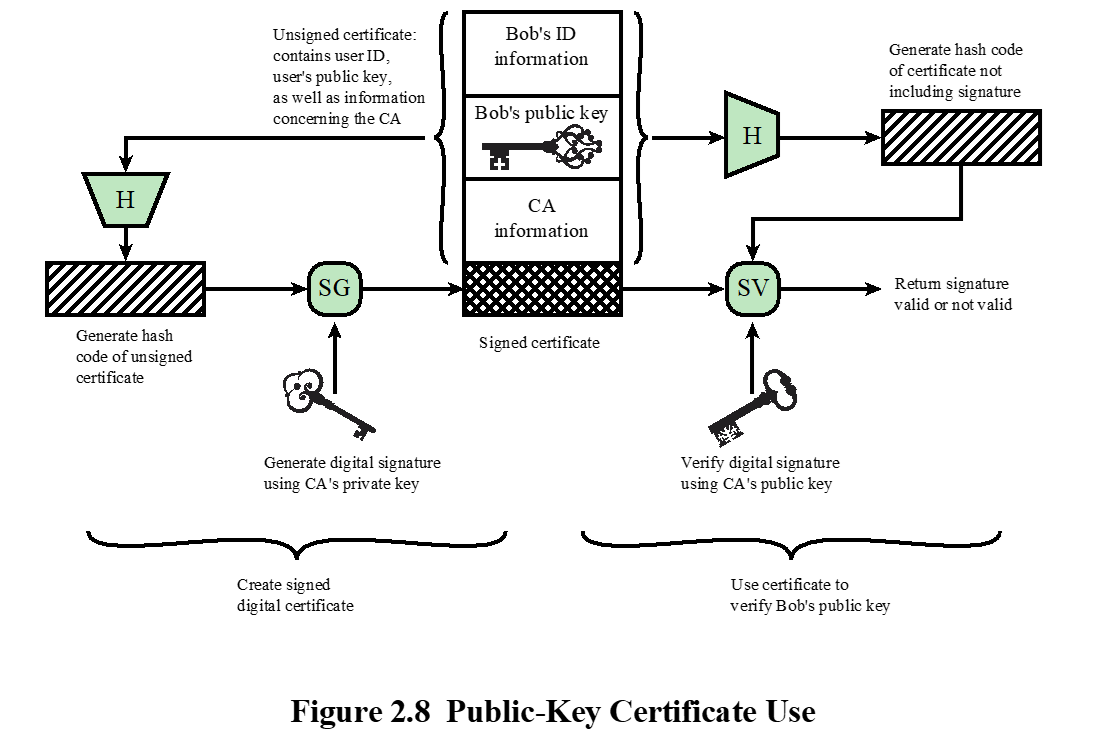 Unsigned certificate:
contains user ID,
user's public key,
as well as information
concerning the CA
Bob's ID
information
Bob's public key
CA
information
Generate hash code
of certificate not
including signature
H
H
SG
SV
Return signature
valid or not valid
Generate hash
code of unsigned
certificate
Signed certificate
Generate digital signature
using CA's private key
Verify digital signature
using CA's public key
Create signed
digital certificate
Use certificate to
verify Bob's public key
Figure 2.8 Public-Key Certificate Use